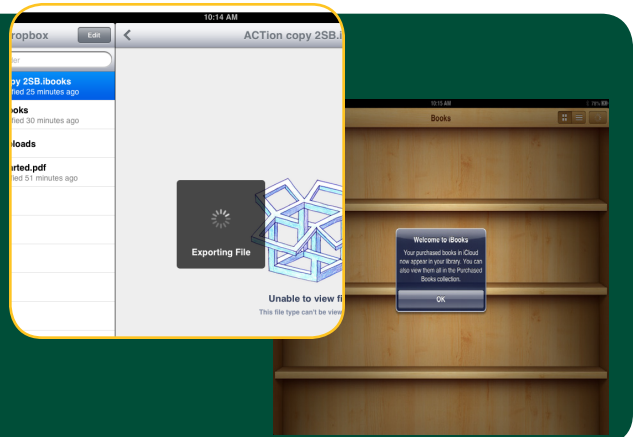 10:14 AM
ropbox
Edit
ACTion copy 2SB.i
py 2SB.ibooks
fied 25 minutes ago
ooks
fied 30 minutes ago
loads
rted.pdf
ied 51 minutes ago
Exporting File
Unable to view fi
This file type can't be view
10:15 AM
Books
Welcome to iBooks
Your purchased books in iCloud
now appear in your library. You can
also view them all in the Purchased
Books collection.
OK